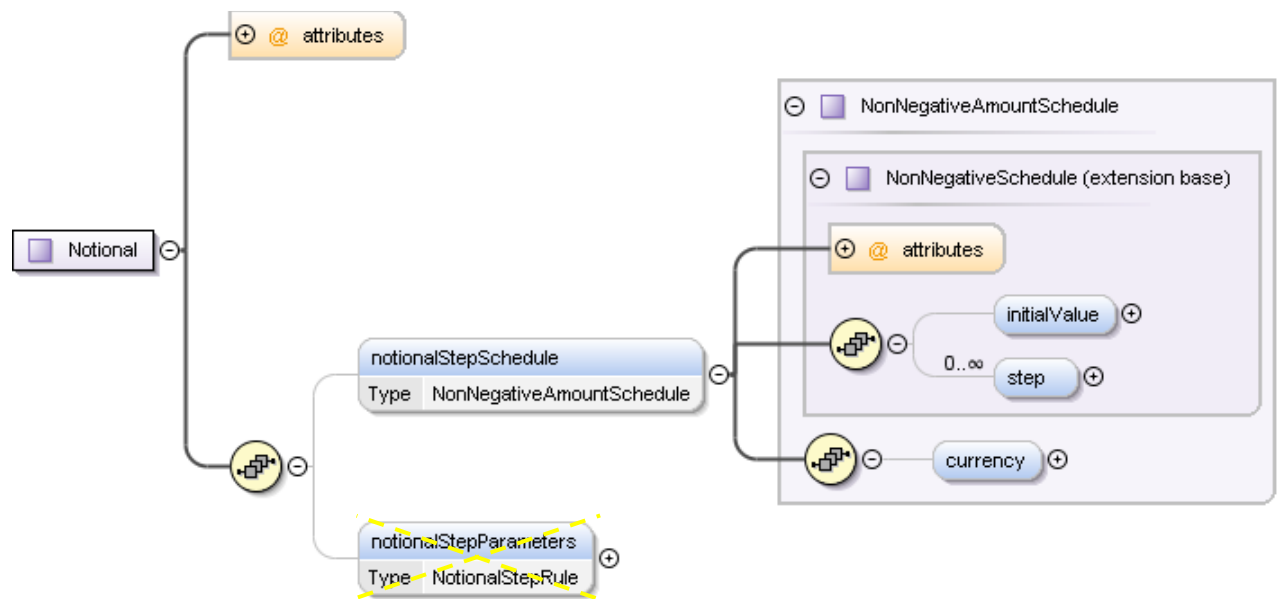 @ attributes
NonNegativeAmountSchedule
NonNegativeSchedule (extension base)
Notional
@ attributes
initialValue
0..∞
step
notionalStepSchedule
Type NonNegativeAmountSchedule
currency
notionalStepParameters
Type NotionalStepRule